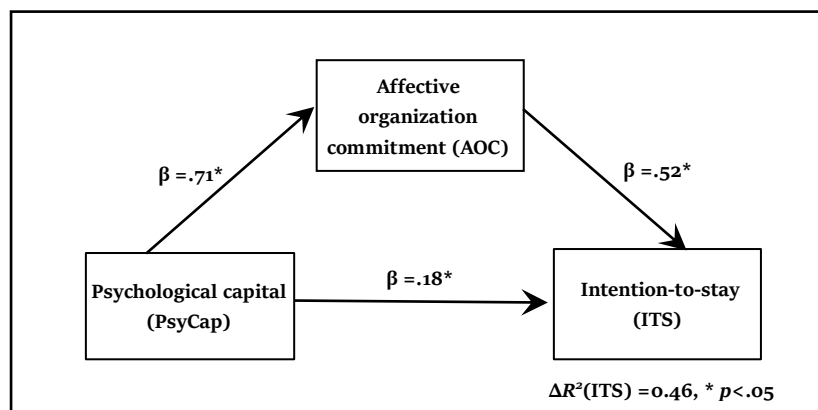 Affective
organization
commitment (AOC)
β =.71*
β =.52*
Psychological capital
(PsyCap)
β =.18*
Intention-to-stay
(ITS)
ΔR²(ITS) =0.46, * p<.05